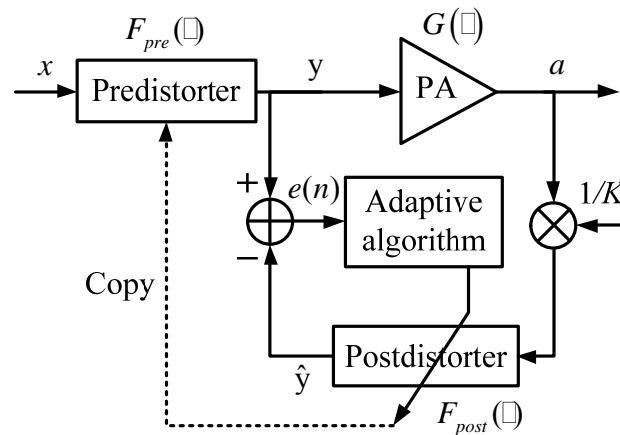 F_pre(□)
G(□)
x
Predistorter
y
PA
a
+
e(n)
Adaptive
algorithm
1/K
−
Copy
ŷ
Postdistorter
F_post(□)